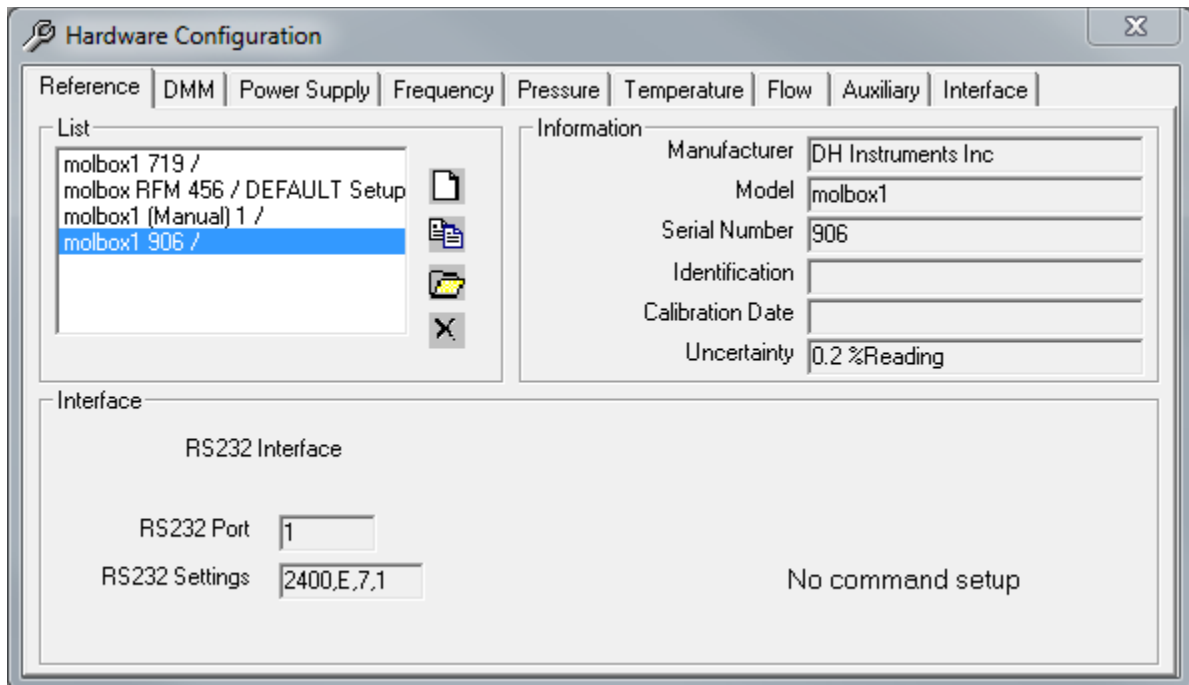 Hardware Configuration
Reference DMM Power Supply Frequency Pressure Temperature Flow Auxiliary Interface
List
molbox1 719 /
molbox RFM 456 / DEFAULT Setup
molbox1 (Manual) 1 /
molbox1 906 /
Information
Manufacturer DH Instruments Inc
Model molbox1
Serial Number 906
Identification
Calibration Date
Uncertainty 0.2 %Reading
Interface
RS232 Interface
RS232 Port 1
RS232 Settings 2400,E,7,1
No command setup